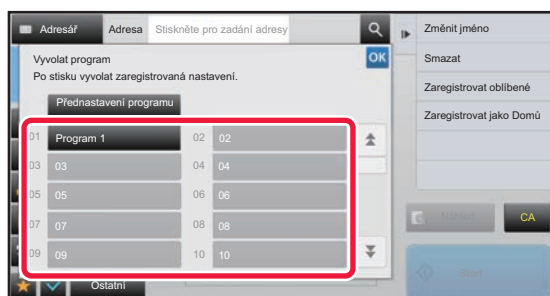 Adresář
Adresa
Stiskněte pro zadání adresy
Změnit jméno
Vyvolat program
OK
Smazat
Po stisku vyvolat zaregistrovaná nastavení.
Zaregistrovat oblíbené
Přednastavení programu
Zaregistrovat jako Domů
01 Program 1 02 02
03 03 04 04
05 05 06 06
07 07 08 08
Náhled CA
09 09 10 10
Start
Ostatní